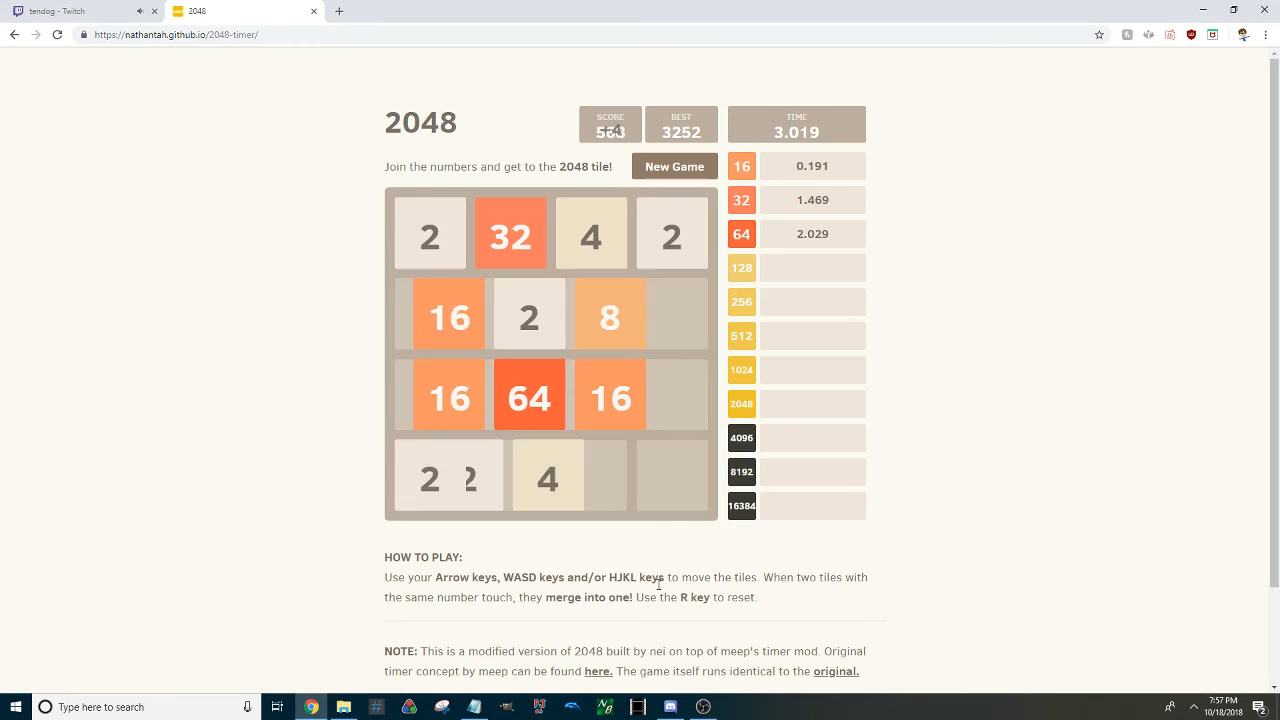 tendog - Twitch
2048
https://nathantah.github.io/2048-timer/
2048
SCORE
BEST
3252
TIME
3.019
Join the numbers and get to the 2048 tile!
New Game
16 0.191
32 1.469
64 2.029
128
256
512
1024
2048
4096
8192
16384
2 32 4 2
16 2 8
16 64 16
2 2 4
HOW TO PLAY:
Use your Arrow keys, WASD keys and/or HJKL keys to move the tiles. When two tiles with
the same number touch, they merge into one! Use the R key to reset.
NOTE: This is a modified version of 2048 built by nei on top of meep's timer mod. Original
timer concept by meep can be found here. The game itself runs identical to the original.
Type here to search
7:57 PM
10/18/2018